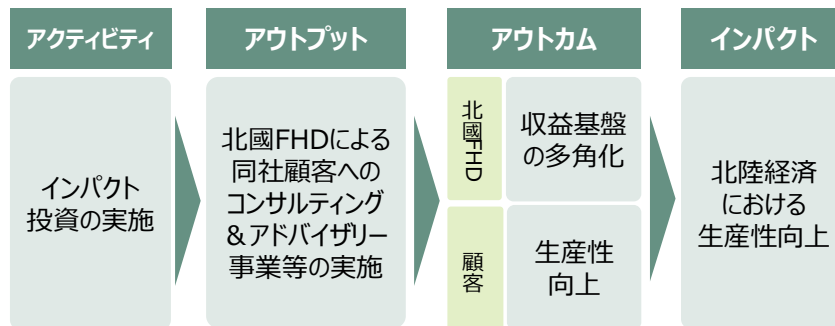 アクティビティ
アウトプット
アウトカム
インパクト
インパクト
投資の実施
北國FHDによる
同社顧客への
コンサルティング
＆アドバイザリー
事業等の実施
北國FHD
収益基盤
の多角化
顧客
生産性
向上
北陸経済
における
生産性向上